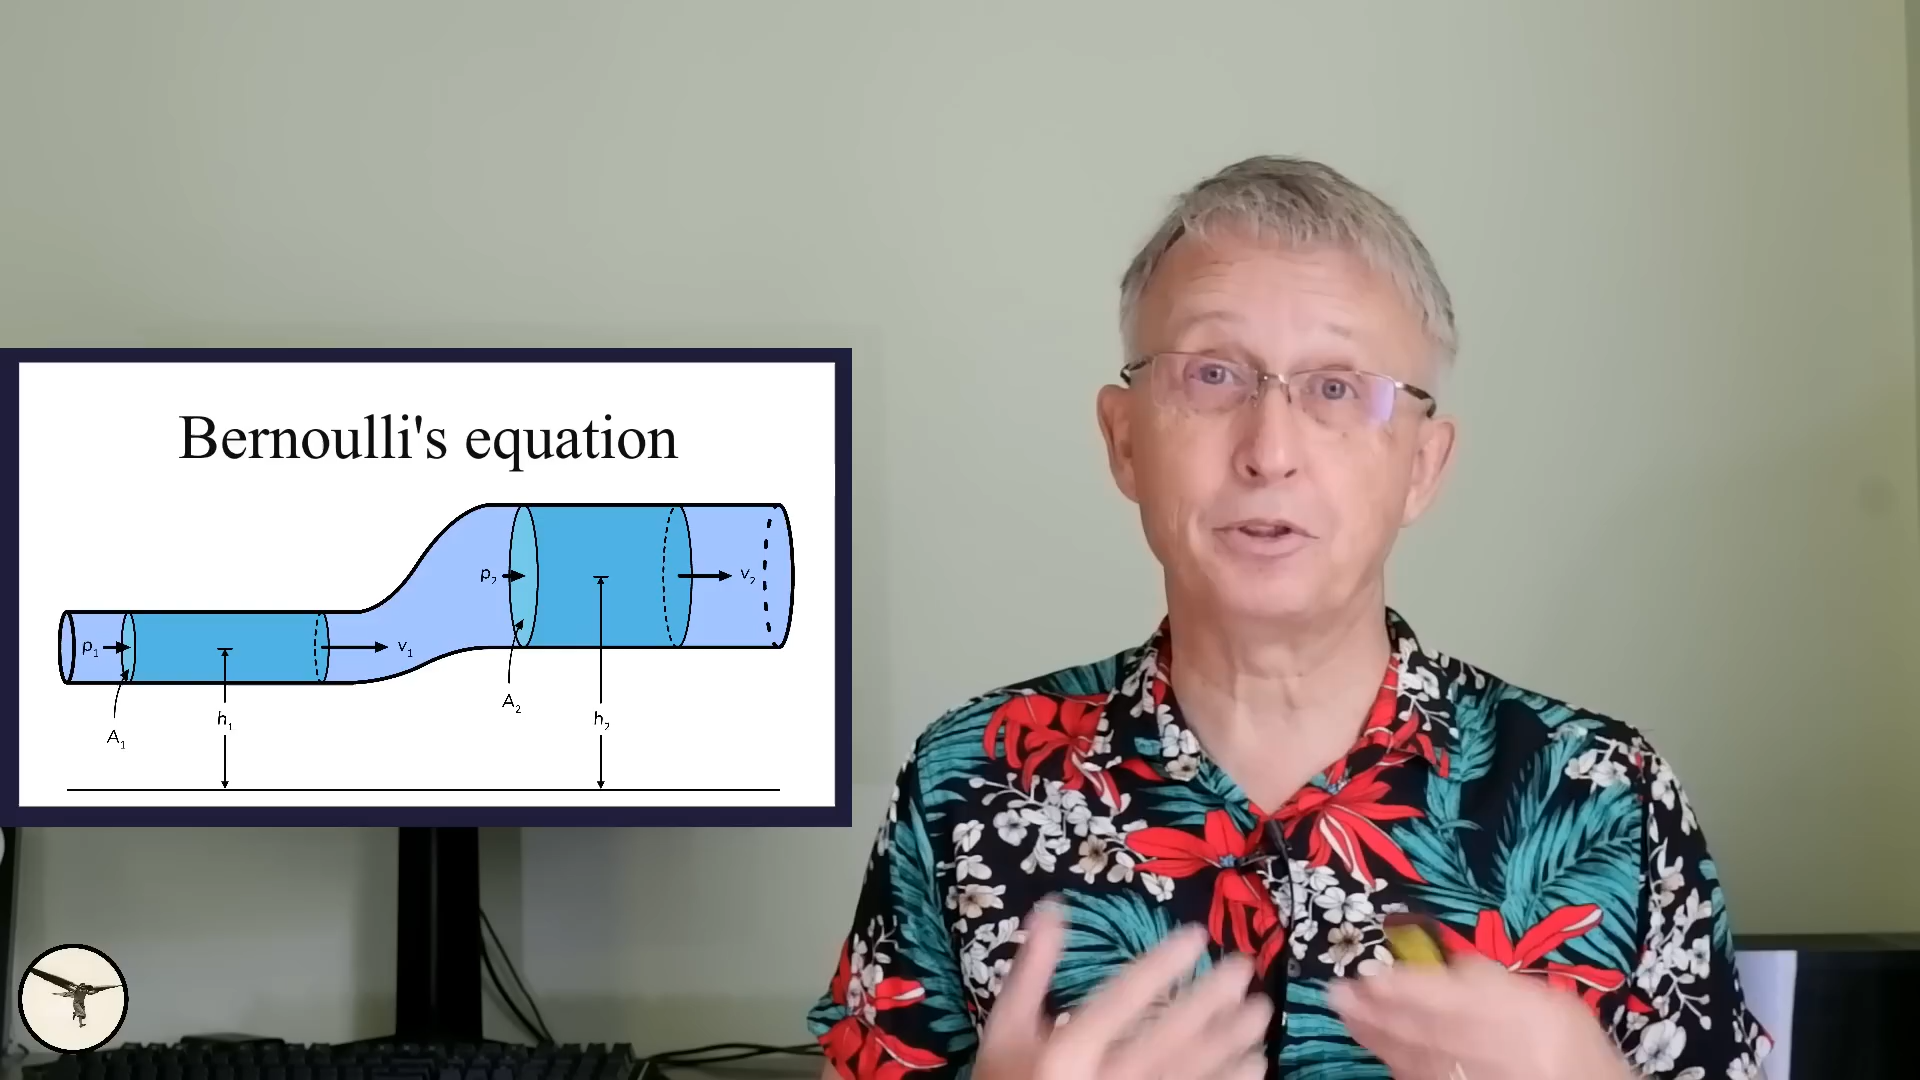 Bernoulli's equation
p₂
v₂
p₁
v₁
A₂
h₁
h₂
A₁